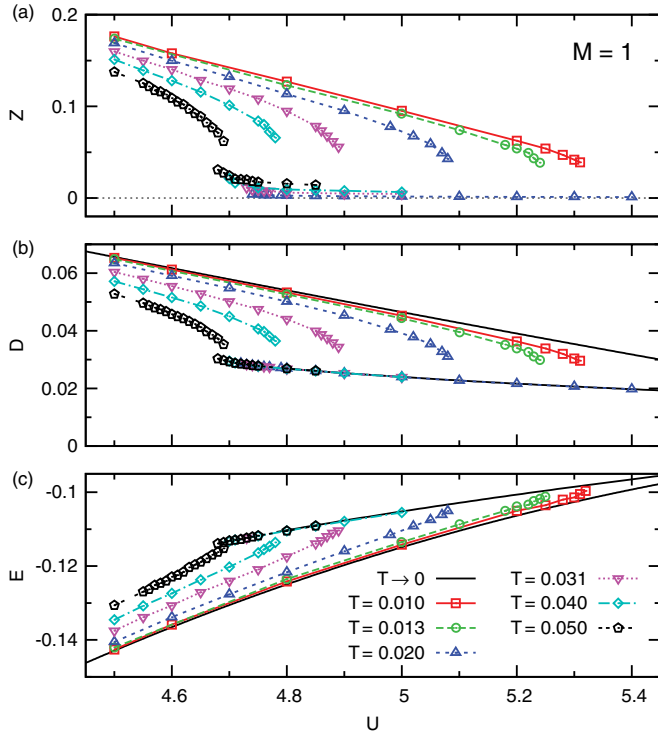 (a)
0.2
M = 1
Z
0.1
0
(b)
0.06
D
0.04
0.02
0
(c)
-0.1
E
-0.12
-0.14
T → 0
T = 0.010
T = 0.013
T = 0.020
T = 0.031
T = 0.040
T = 0.050
4.6
4.8
5
5.2
5.4
U